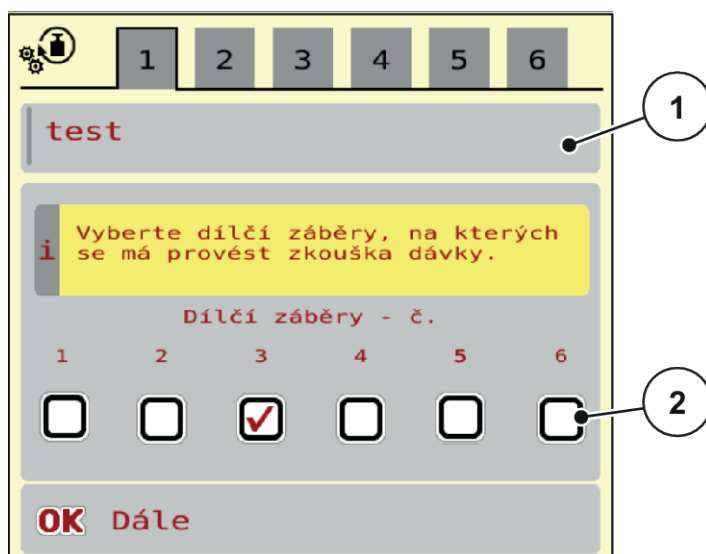 1 2 3 4 5 6
test
1
i
Vyberte dílčí záběry, na kterých
se má provést zkouška dávky.
Dílčí záběry - č.
1 2 3 4 5 6
2
OK Dále